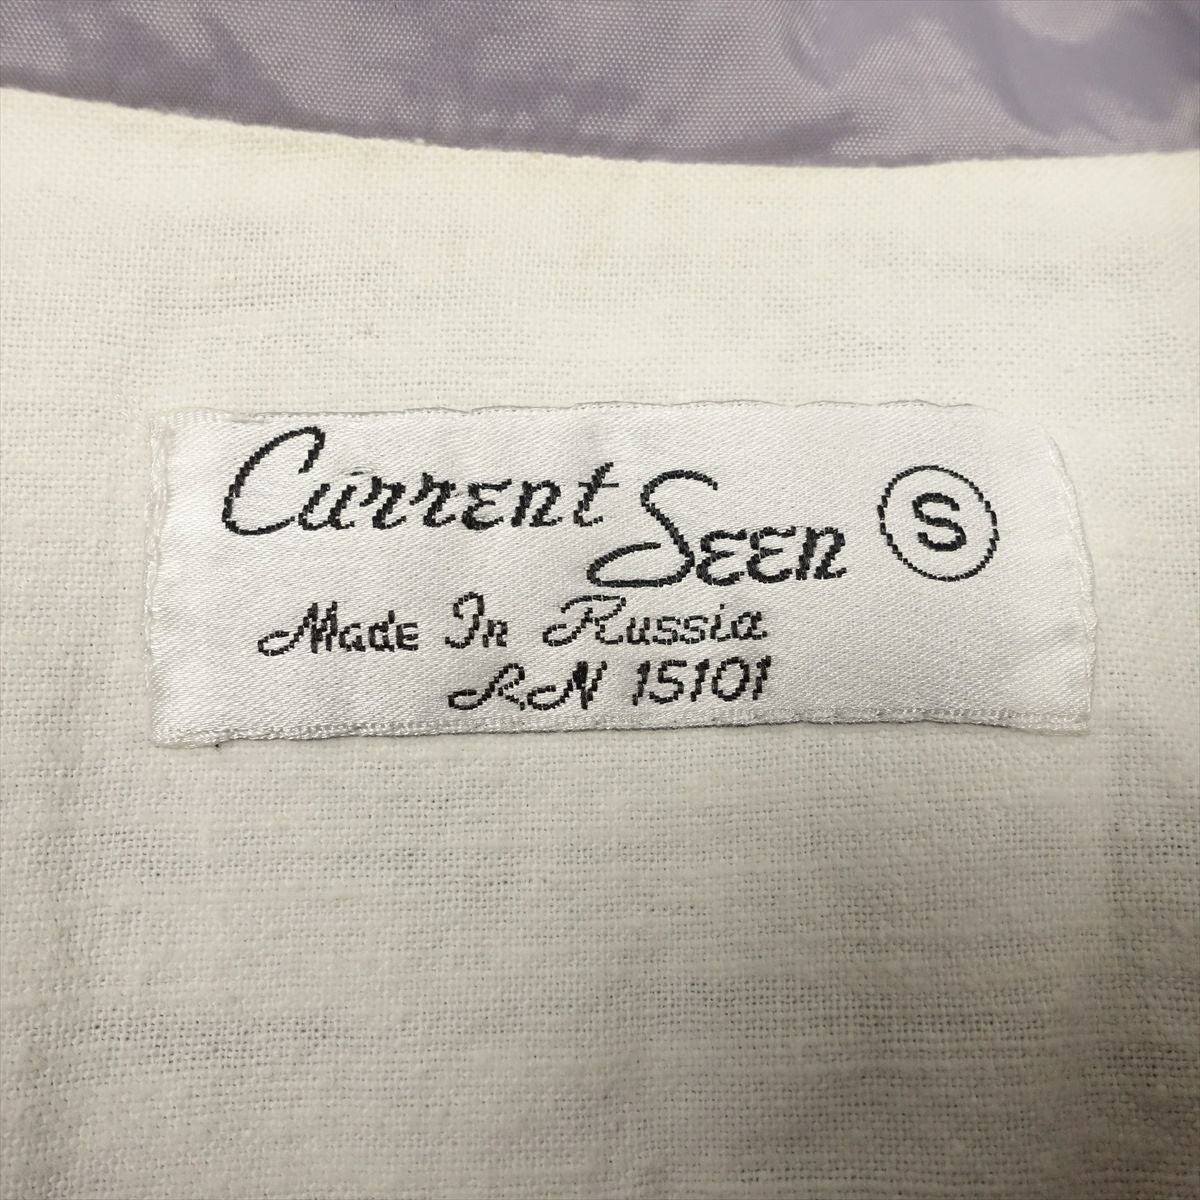 Current Seen S
Made In Russia
RN 15101